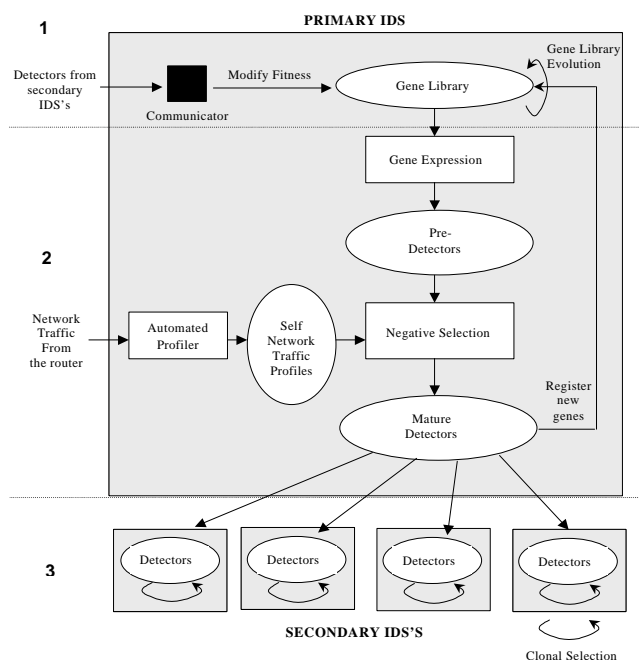 PRIMARY IDS
1
Gene Library
Evolution
Detectors from
secondary
IDS's
Modify Fitness
Gene Library
Communicator
Gene Expression
Pre-
Detectors
2
Network
Traffic
From
the router
Automated
Profiler
Self
Network
Traffic
Profiles
Negative Selection
Register
new
genes
Mature
Detectors
3
Detectors
Detectors
Detectors
Detectors
SECONDARY IDS'S
Clonal Selection